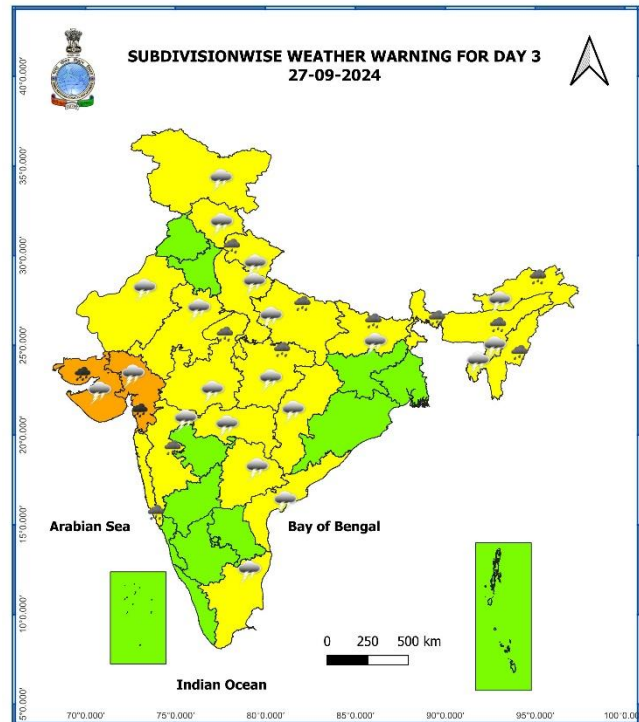 SUBDIVISIONWISE WEATHER WARNING FOR DAY 3
27-09-2024
40°0.000'
35°0.000'
30°0.000'
25°0.000'
20°0.000'
15°0.000'
10°0.000'
5°0.000'
Arabian Sea
Bay of Bengal
0 250 500 km
Indian Ocean
70°0.000' 75°0.000' 80°0.000' 85°0.000' 90°0.000' 95°0.000' 100°0.00